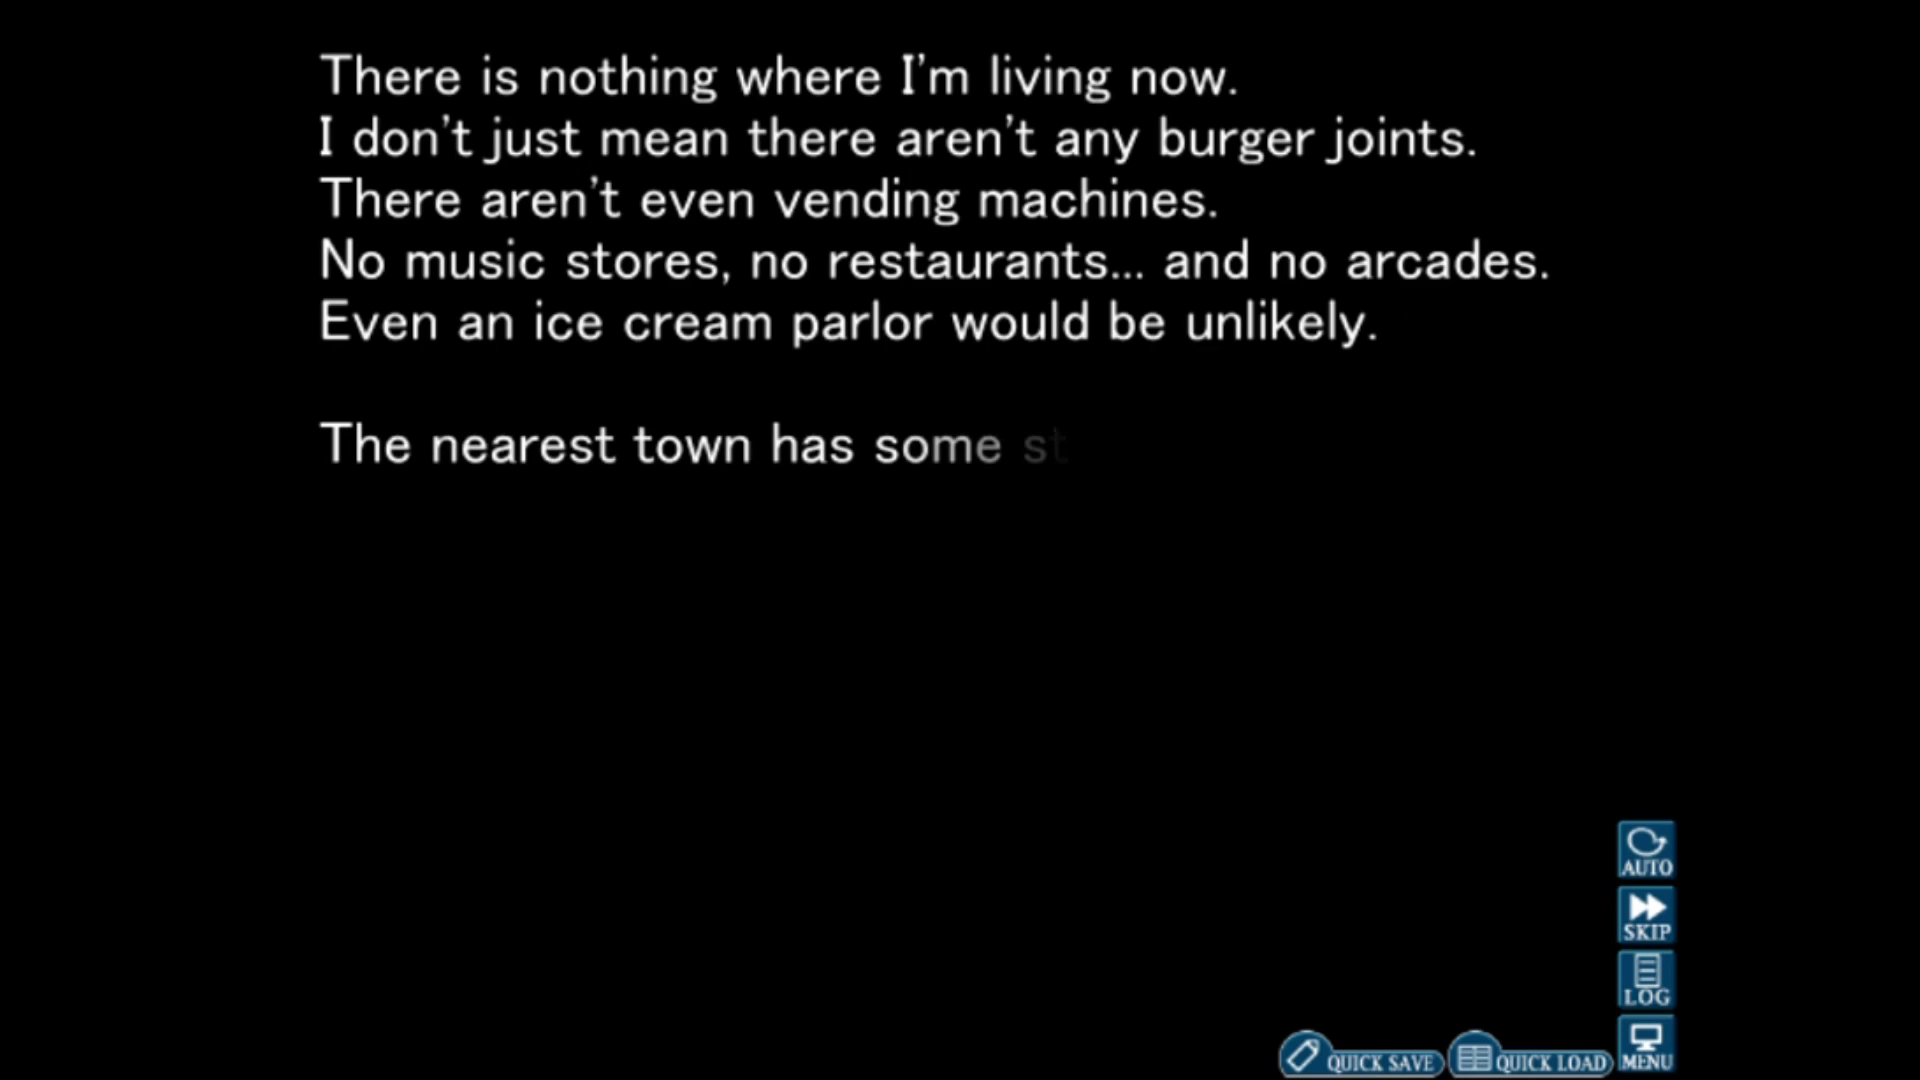 There is nothing where I'm living now.
I don't just mean there aren't any burger joints.
There aren't even vending machines.
No music stores, no restaurants... and no arcades.
Even an ice cream parlor would be unlikely.
The nearest town has some st
AUTO
SKIP
LOG
MENU
QUICK SAVE
QUICK LOAD